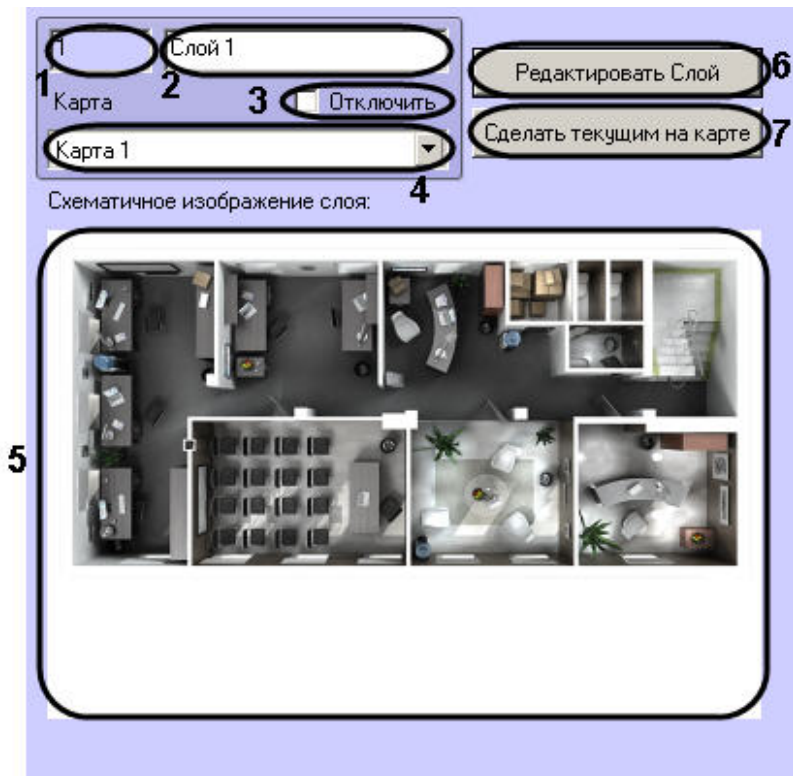 1 Слой 1
1 2 6
Редактировать Слой
Карта 3 Отключить
Сделать текущим на карте 7
Карта 1
4
Схематичное изображение слоя:
5